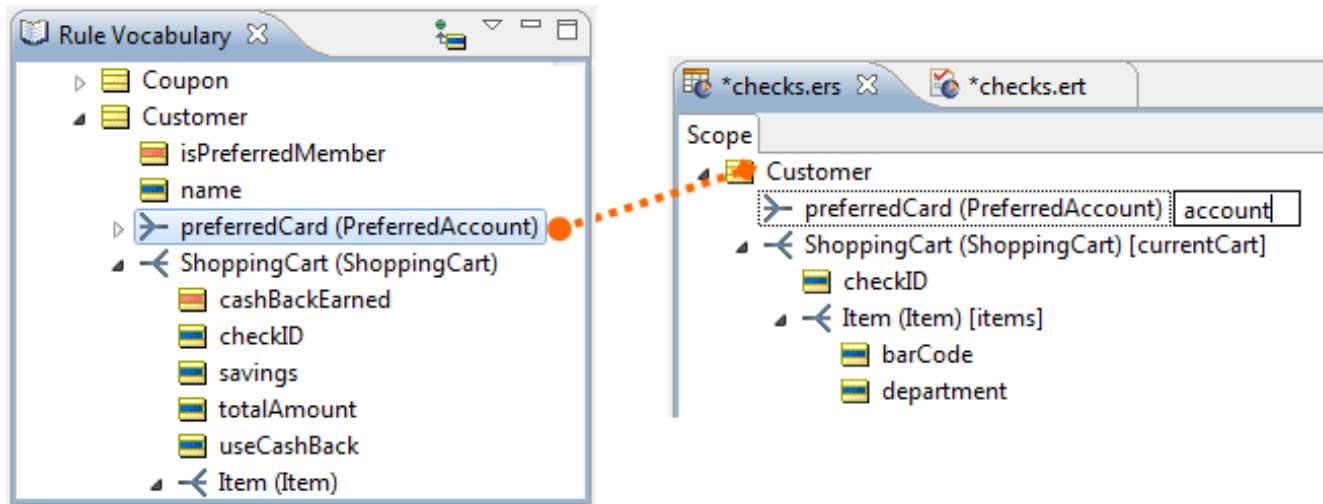 Rule Vocabulary
Coupon
Customer
isPreferredMember
name
preferredCard (PreferredAccount)
ShoppingCart (ShoppingCart)
cashBackEarned
checkID
savings
totalAmount
useCashBack
Item (Item)
*checks.ers *checks.ert
Scope
Customer
preferredCard (PreferredAccount) account
ShoppingCart (ShoppingCart) [currentCart]
checkID
Item (Item) [items]
barCode
department